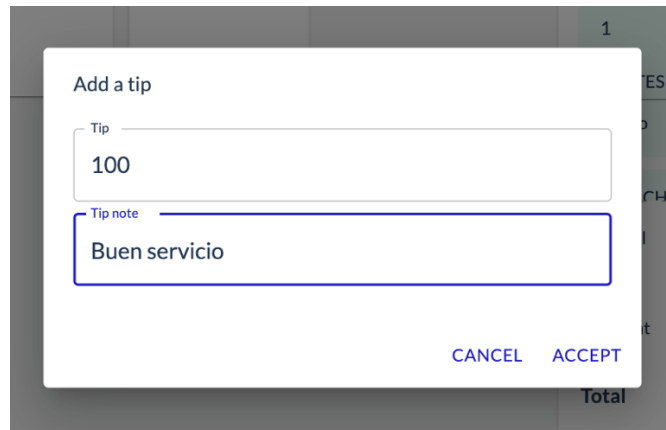 1
Add a tip
Tip
100
Tip note
Buen servicio
CANCEL
ACCEPT
Total